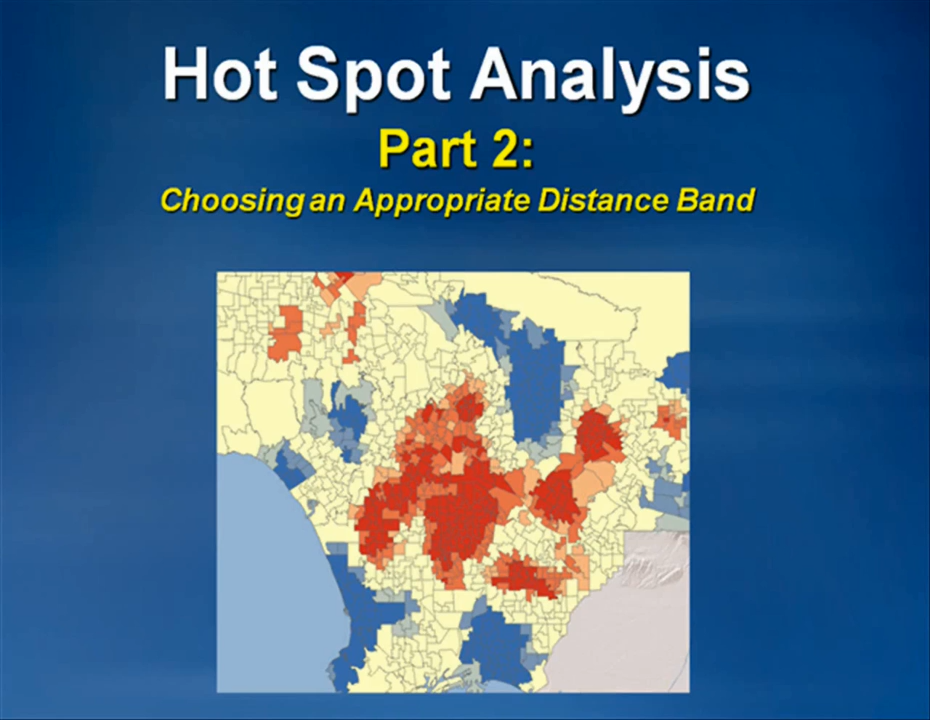 Hot Spot Analysis
Part 2:
Choosing an Appropriate Distance Band